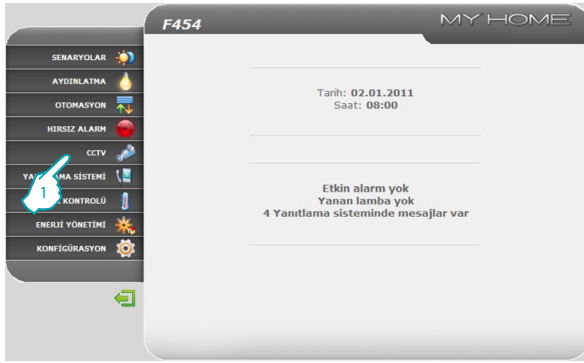 F454
MY HOME
SENARYOLAR
AYDINLATMA
OTOMASYON
HIRSIZ ALARM
CCTV
SİSTEMİ
1
KONTROLÜ
ENERJİ YÖNETİMİ
KONFİGÜRASYON
Tarih: 02.01.2011
Saat: 08:00
Etkin alarm yok
Yanan lamba yok
4 Yanıtlama sisteminde mesajlar var